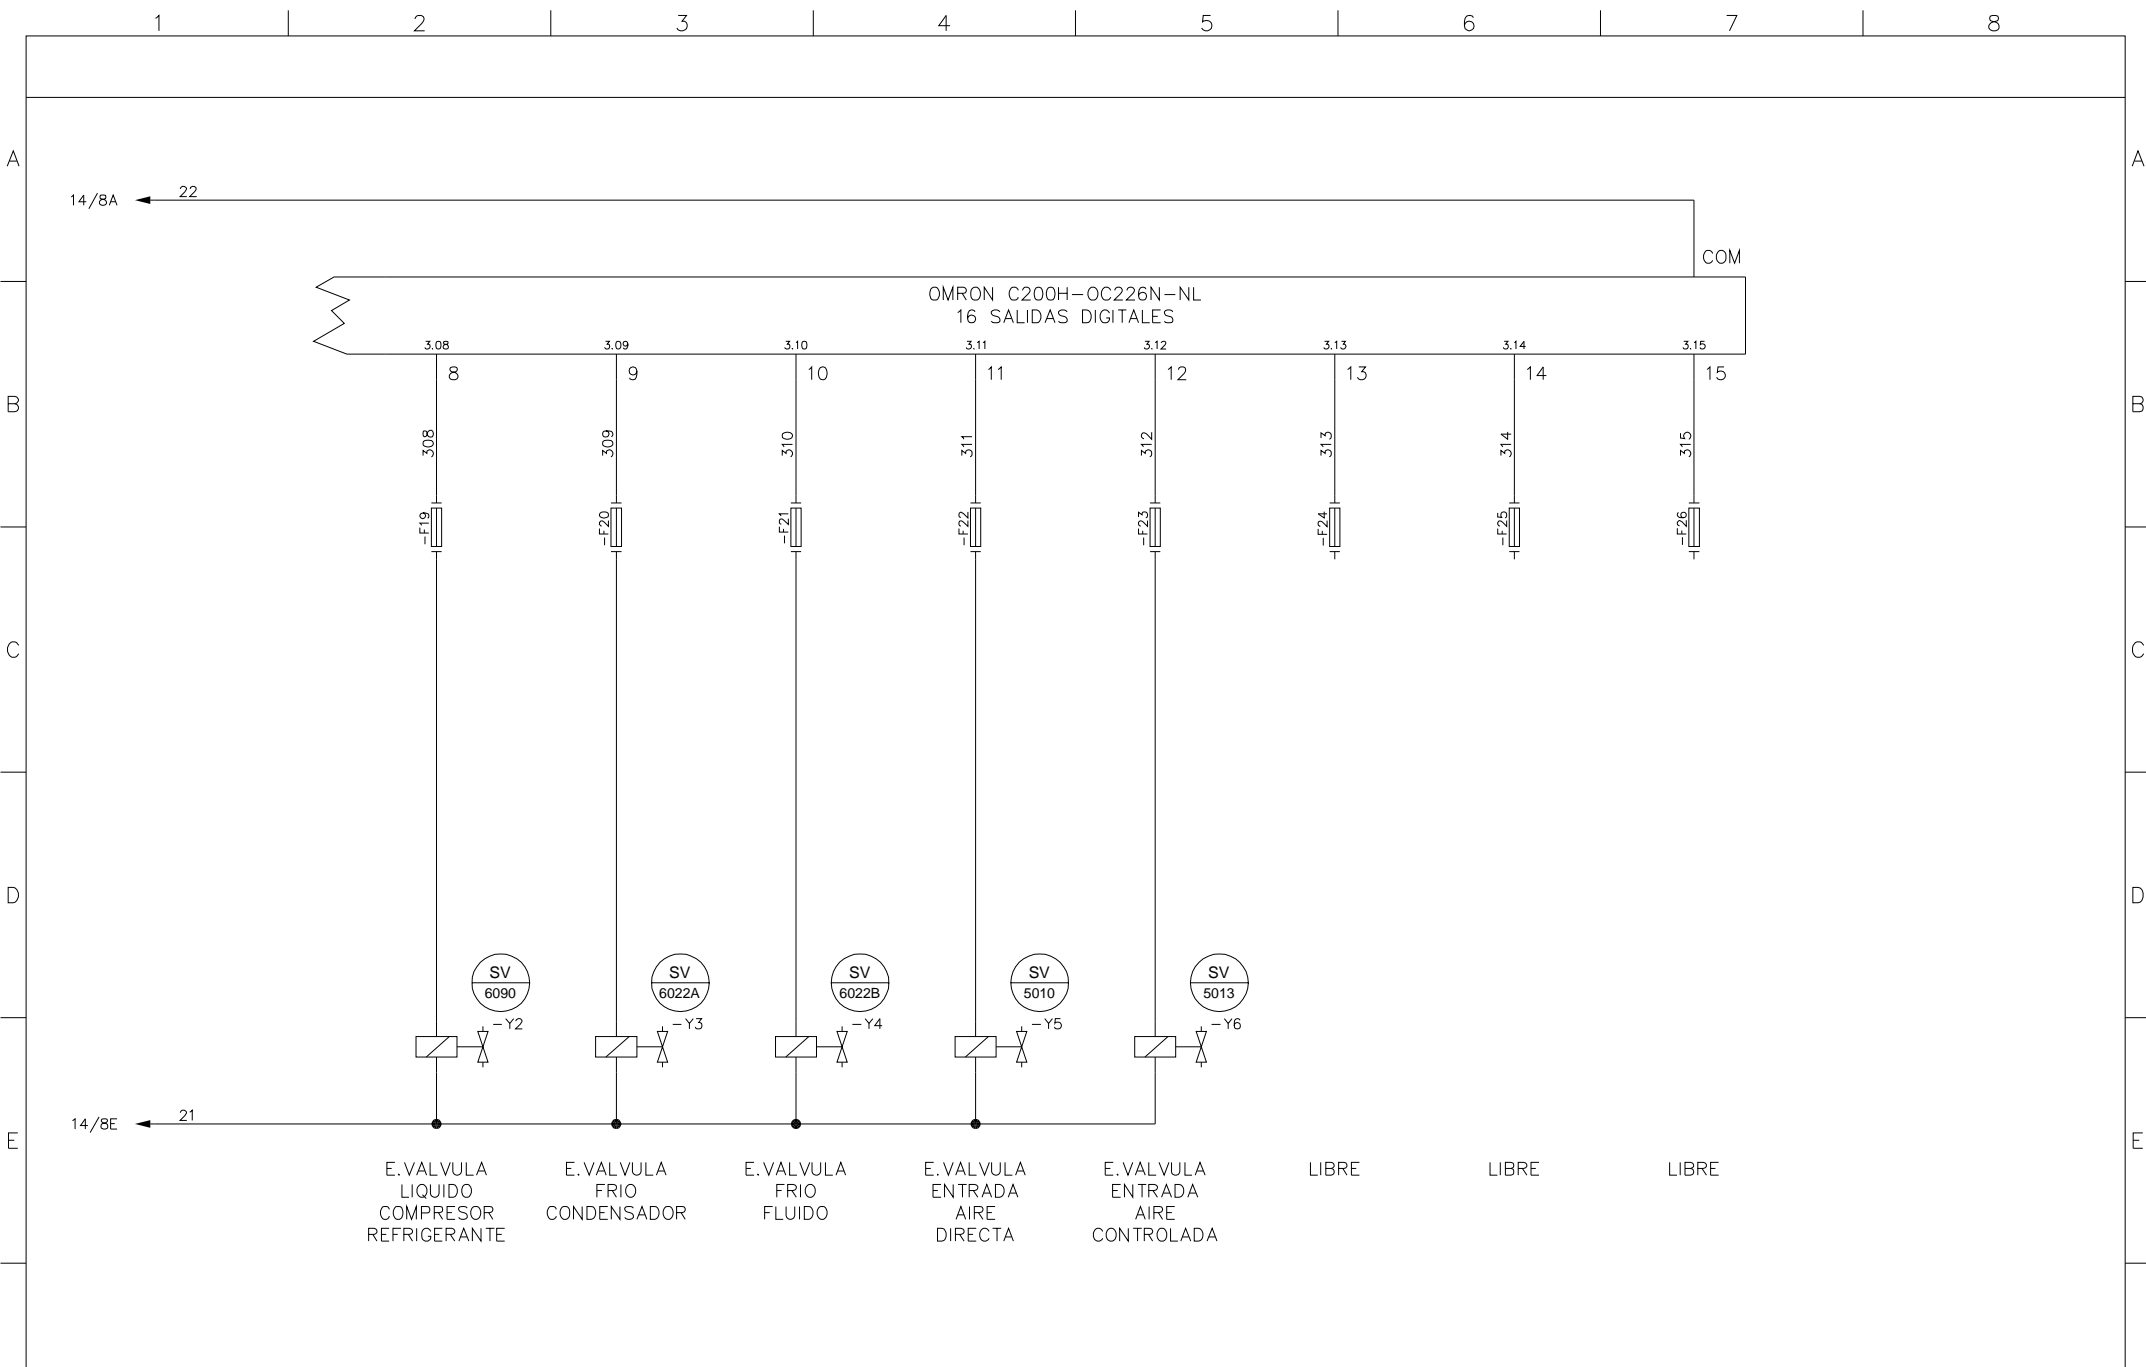 1 2 3 4 5 6 7 8
A A
14/8A 22
COM
OMRON C200H-OC226N-NL
16 SALIDAS DIGITALES
3.08 3.09 3.10 3.11 3.12 3.13 3.14 3.15
8 9 10 11 12 13 14 15
B B
308 309 310 311 312 313 314 315
-F19 -F20 -F21 -F22 -F23 -F24 -F25 -F26
C C
D D
SV SV SV SV SV
6090 6022A 6022B 5010 5013
-Y2 -Y3 -Y4 -Y5 -Y6
14/8E 21
E E
E.VALVULA
LIQUIDO
COMPRESOR
REFRIGERANTE
E.VALVULA
FRIO
CONDENSADOR
E.VALVULA
FRIO
FLUIDO
E.VALVULA
ENTRADA
AIRE
DIRECTA
E.VALVULA
ENTRADA
AIRE
CONTROLADA
LIBRE
LIBRE
LIBRE